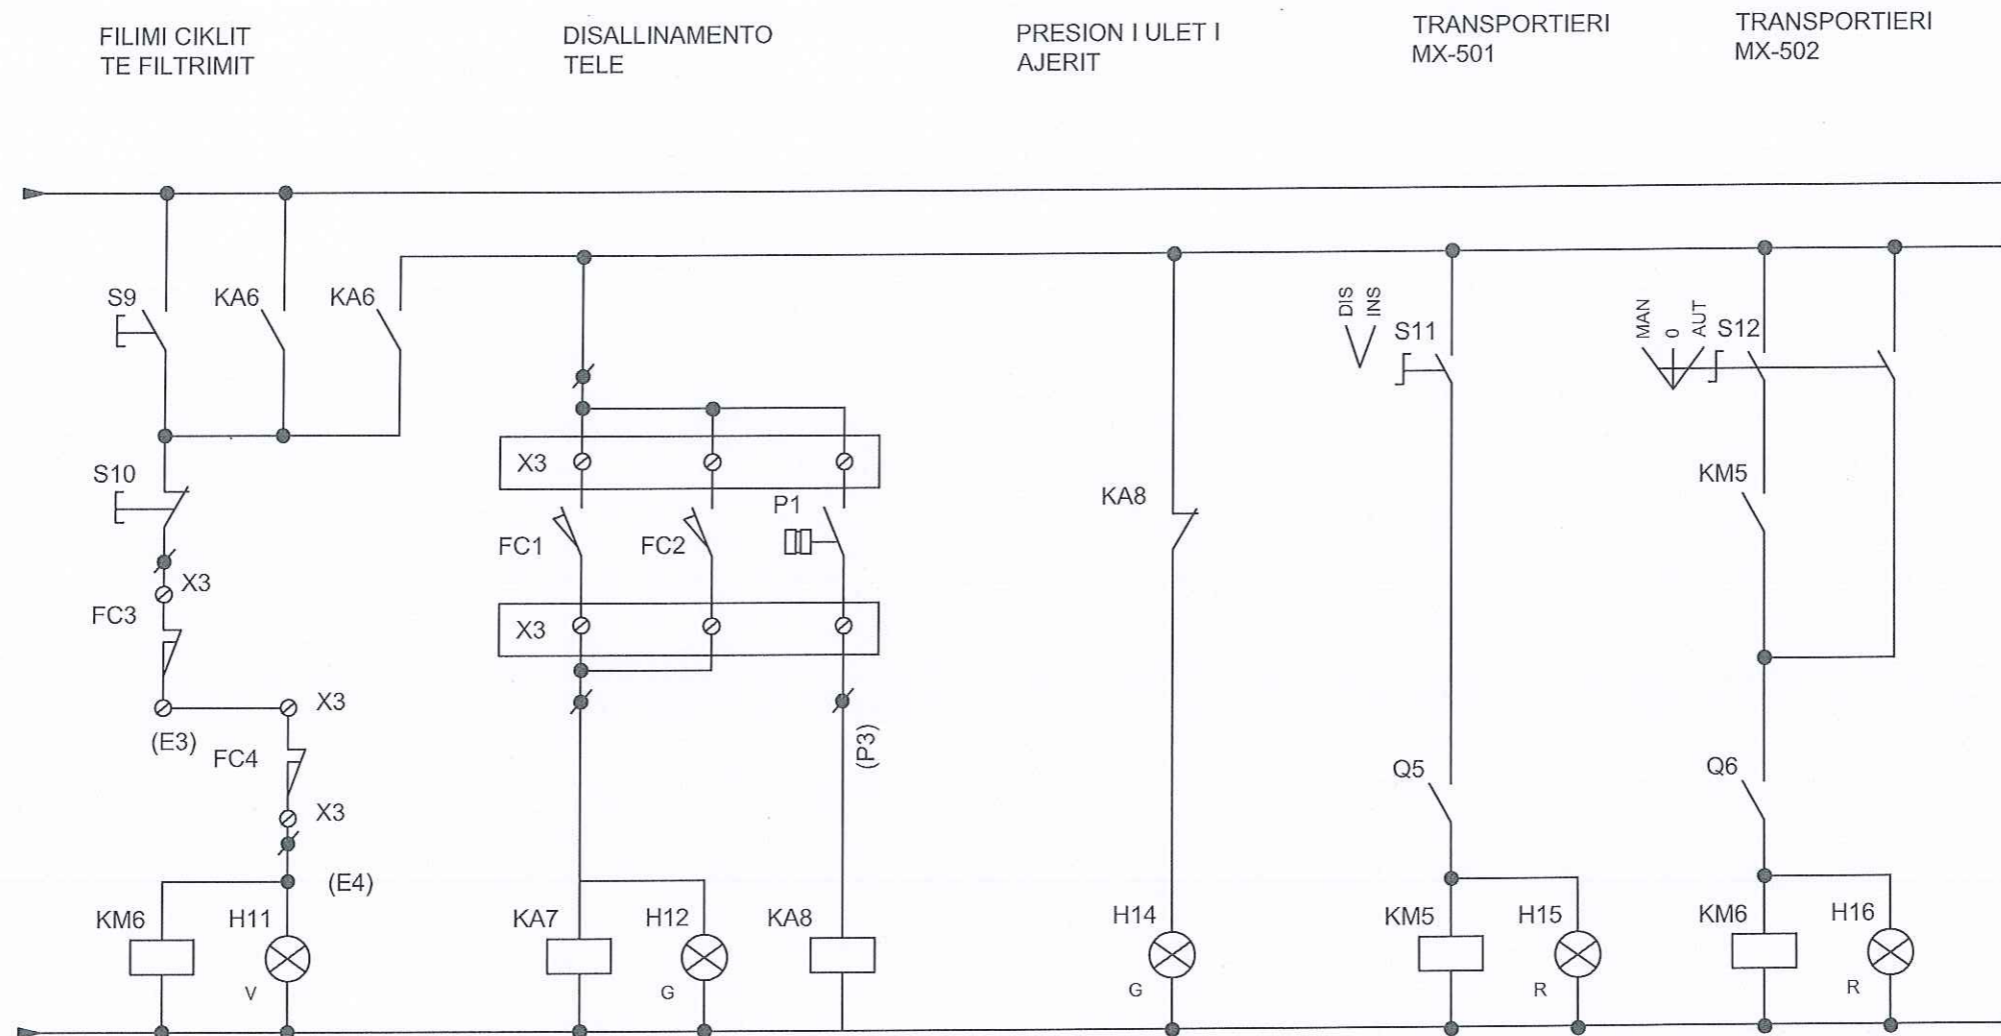 FILIMI CIKLIT
TE FILTRIMIT
DISALLINAMENTO
TELE
PRESION I ULET I
AJERIT
TRANSPORTIERI
MX-501
TRANSPORTIERI
MX-502
S9
KA6
KA6
DIS
INS
S11
MAN
0
AUT
S12
S10
X3
P1
KA8
KM5
FC1
FC2
X3
FC3
X3
X3
(E3)
FC4
(P3)
Q5
Q6
X3
(E4)
KM6
H11
KA7
H12
KA8
H14
KM5
H15
KM6
H16
V
G
G
R
R